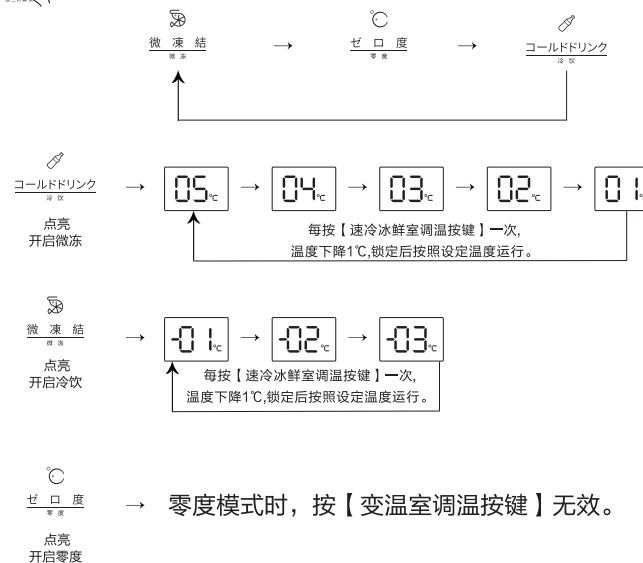 微 凍 結
微 冻
ゼ ロ 度
零 度
コールドドリンク
冷 饮
コールドドリンク
冷 饮
点亮
开启微冻
05℃
04℃
03℃
02℃
01
每按【速冷冰鲜室调温按键】一次,
温度下降1℃,锁定后按照设定温度运行。
微 凍 結
微 冻
点亮
开启冷饮
-01℃
-02℃
-03℃
每按【速冷冰鲜室调温按键】一次,
温度下降1℃,锁定后按照设定温度运行。
ゼ ロ 度
零 度
点亮
开启零度
零度模式时，按【变温室调温按键】无效。